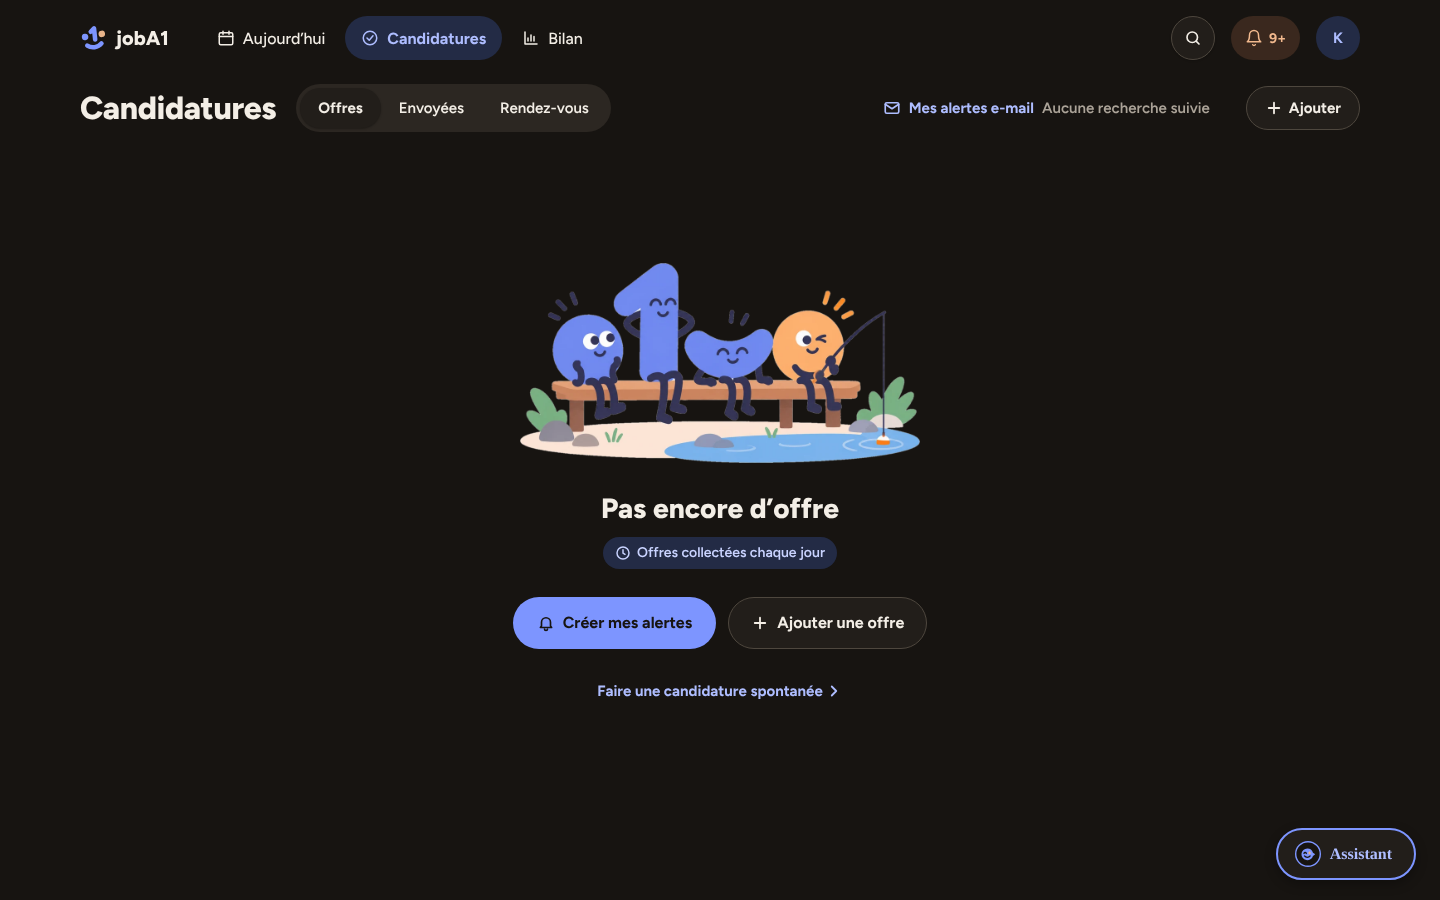 jobA1
Aujourd’hui
Candidatures
Bilan
9+
K
Candidatures
Offres
Envoyées
Rendez-vous
Mes alertes e-mail
Aucune recherche suivie
Ajouter
Pas encore d’offre
Offres collectées chaque jour
Créer mes alertes
Ajouter une offre
Faire une candidature spontanée
Assistant